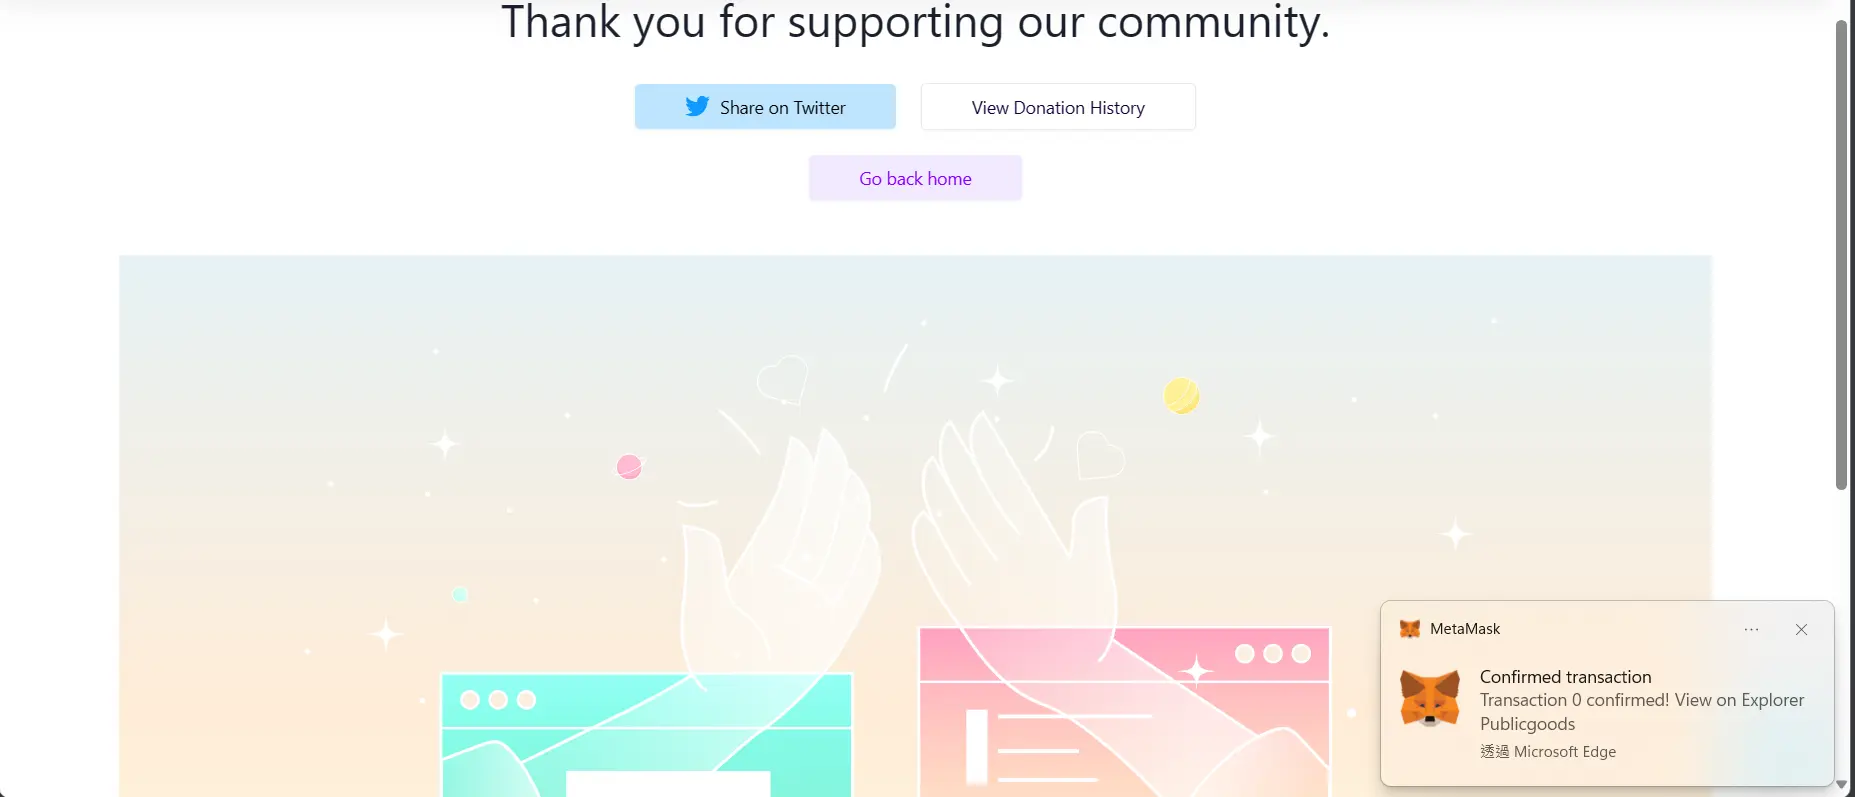 Thank you for supporting our community.
Share on Twitter
View Donation History
Go back home
MetaMask
Confirmed transaction
Transaction 0 confirmed! View on Explorer
Publicgoods
透過 Microsoft Edge